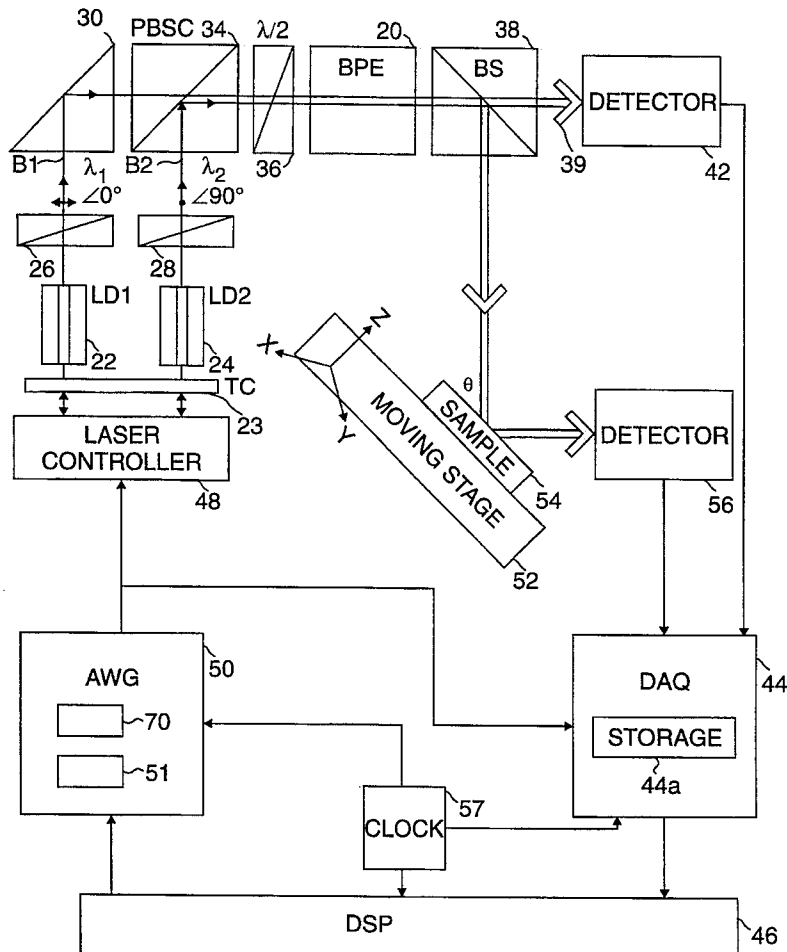 30
PBSC 34
λ/2
20
38
BPE
BS
DETECTOR
39
42
B1
λ₁
∠0°
B2
λ₂
∠90°
36
26
28
LD1
LD2
22
24
TC
23
LASER
CONTROLLER
48
X
Z
Y
θ
MOVING STAGE
SAMPLE
54
52
DETECTOR
56
50
AWG
70
51
44
DAQ
STORAGE
44a
57
CLOCK
DSP
46